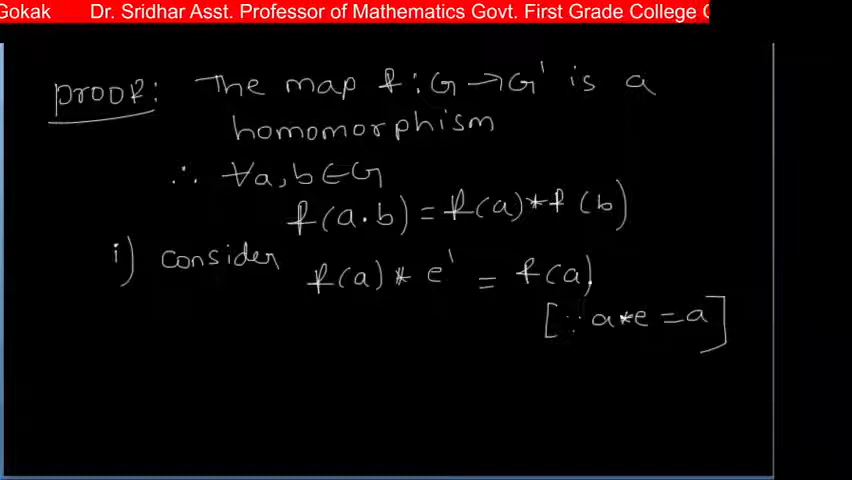 Gokak Dr. Sridhar Asst. Professor of Mathematics Govt. First Grade College
proof: The map f : G → G' is a
homomorphism
∴ ∀a, b ∈ G
f(a.b) = f(a)*f(b)
i) consider f(a) * e' = f(a).
[∵ a*e = a]